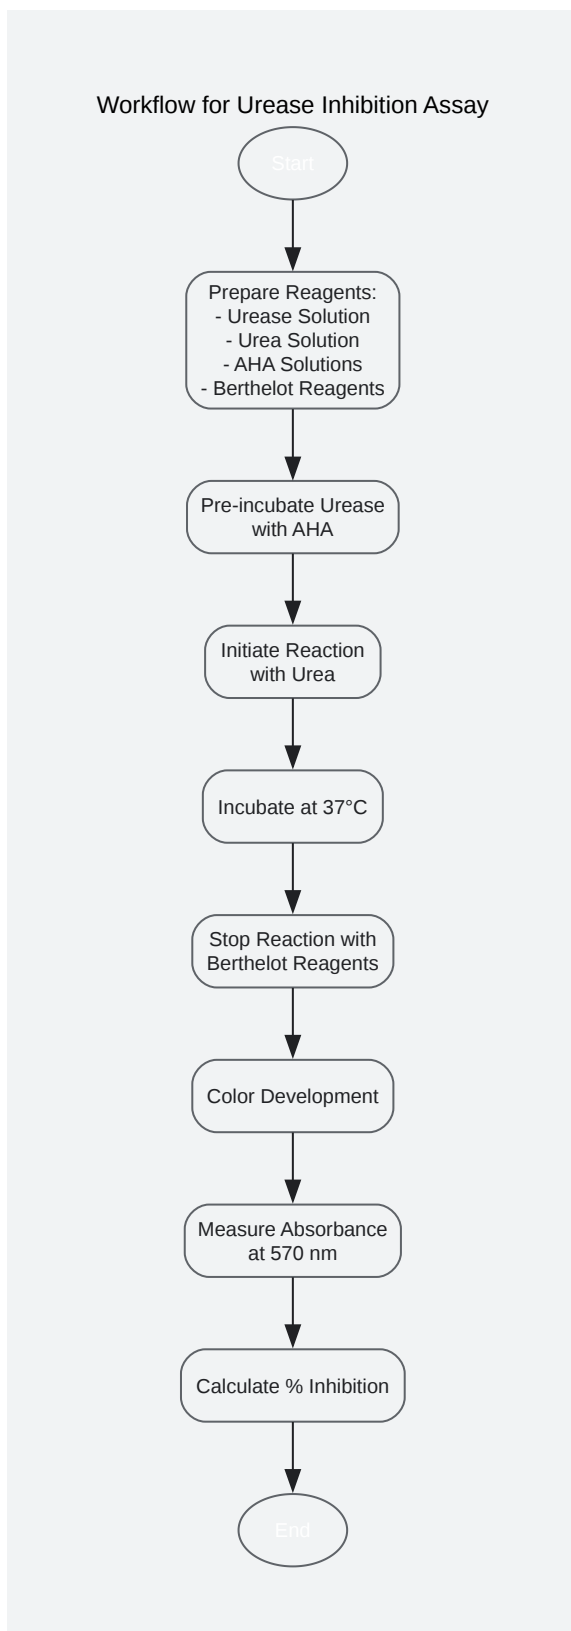 Workflow for Urease Inhibition Assay
Start
Prepare Reagents:
- Urease Solution
- Urea Solution
- AHA Solutions
- Berthelot Reagents
Pre-incubate Urease
with AHA
Initiate Reaction
with Urea
Incubate at 37°C
Stop Reaction with
Berthelot Reagents
Color Development
Measure Absorbance
at 570 nm
Calculate % Inhibition
End